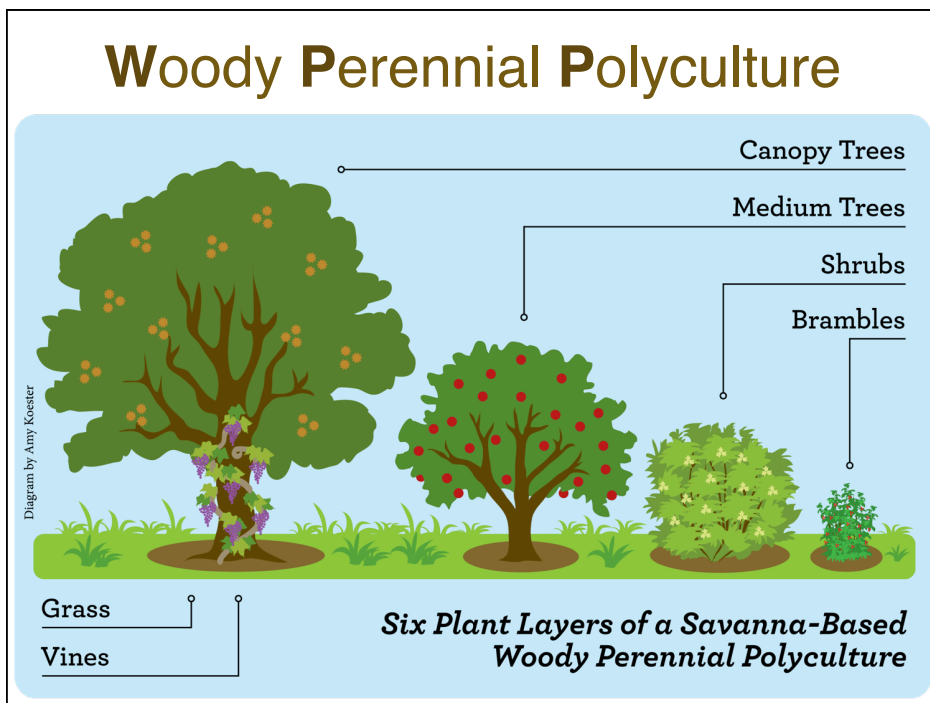 Woody Perennial Polyculture
Canopy Trees
Medium Trees
Shrubs
Brambles
Diagram by Amy Koester
Grass
Vines
Six Plant Layers of a Savanna-Based
Woody Perennial Polyculture